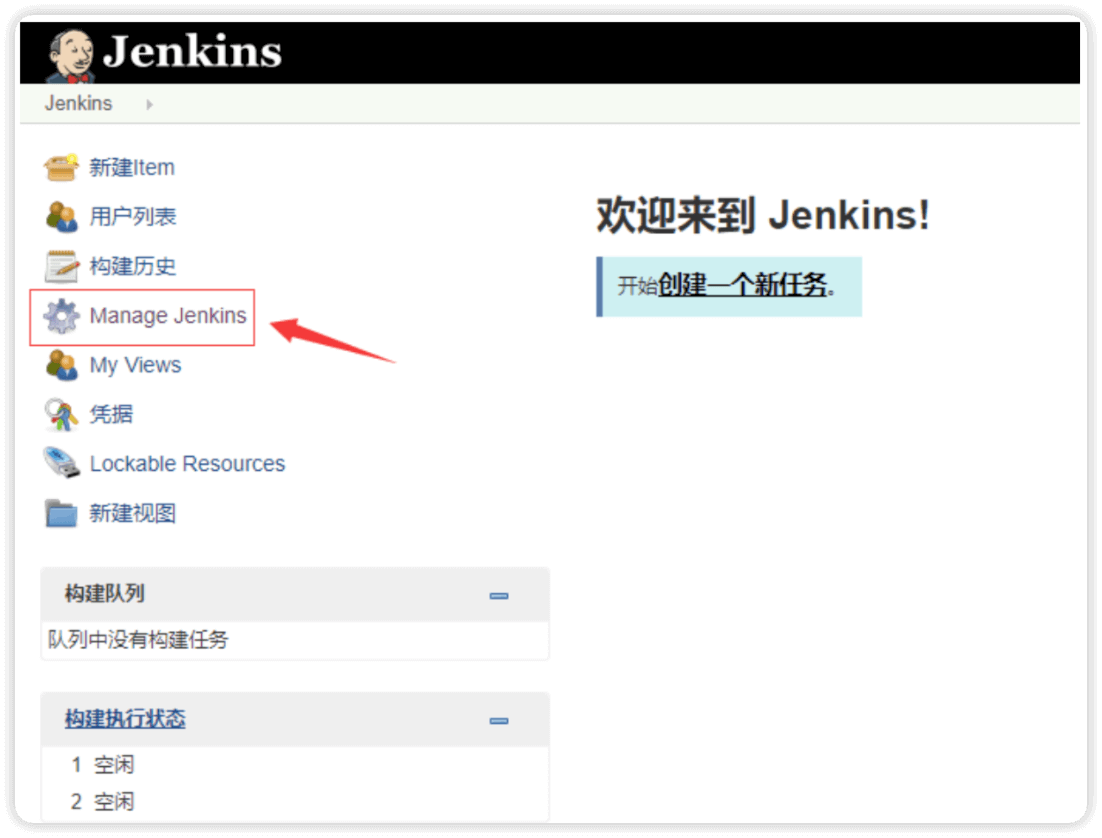 Jenkins
Jenkins
新建Item
用户列表
构建历史
Manage Jenkins
My Views
凭据
Lockable Resources
新建视图
构建队列
队列中没有构建任务
构建执行状态
1 空闲
2 空闲
欢迎来到 Jenkins!
开始创建一个新任务。